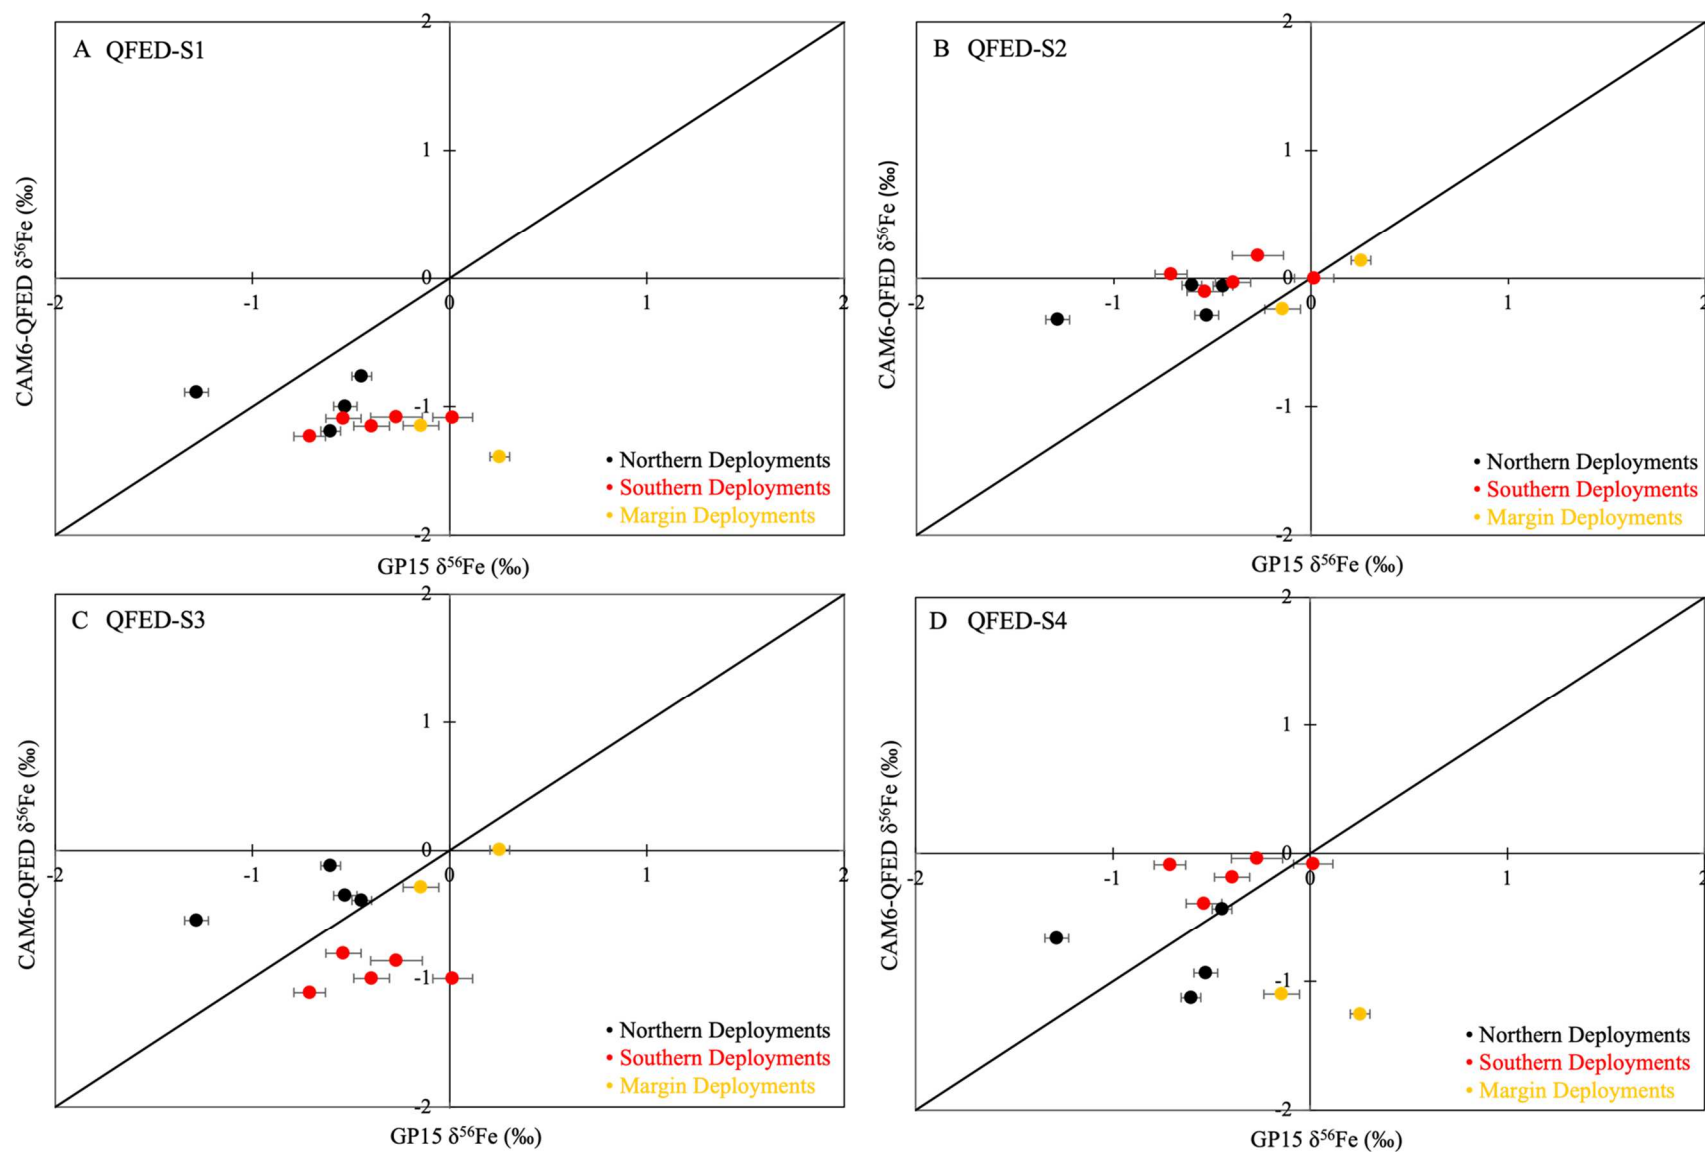 A QFED-S1
2
1
0
-2
-1
0
1
2
-1
-2
CAM6-QFED δ⁵⁶Fe (‰)
GP15 δ⁵⁶Fe (‰)
• Northern Deployments
• Southern Deployments
• Margin Deployments
B QFED-S2
2
1
0
-2
-1
0
1
2
-1
-2
CAM6-QFED δ⁵⁶Fe (‰)
GP15 δ⁵⁶Fe (‰)
• Northern Deployments
• Southern Deployments
• Margin Deployments
C QFED-S3
2
1
0
-2
-1
0
1
2
-1
-2
CAM6-QFED δ⁵⁶Fe (‰)
GP15 δ⁵⁶Fe (‰)
• Northern Deployments
• Southern Deployments
• Margin Deployments
D QFED-S4
2
1
0
-2
-1
0
1
2
-1
-2
CAM6-QFED δ⁵⁶Fe (‰)
GP15 δ⁵⁶Fe (‰)
• Northern Deployments
• Southern Deployments
• Margin Deployments